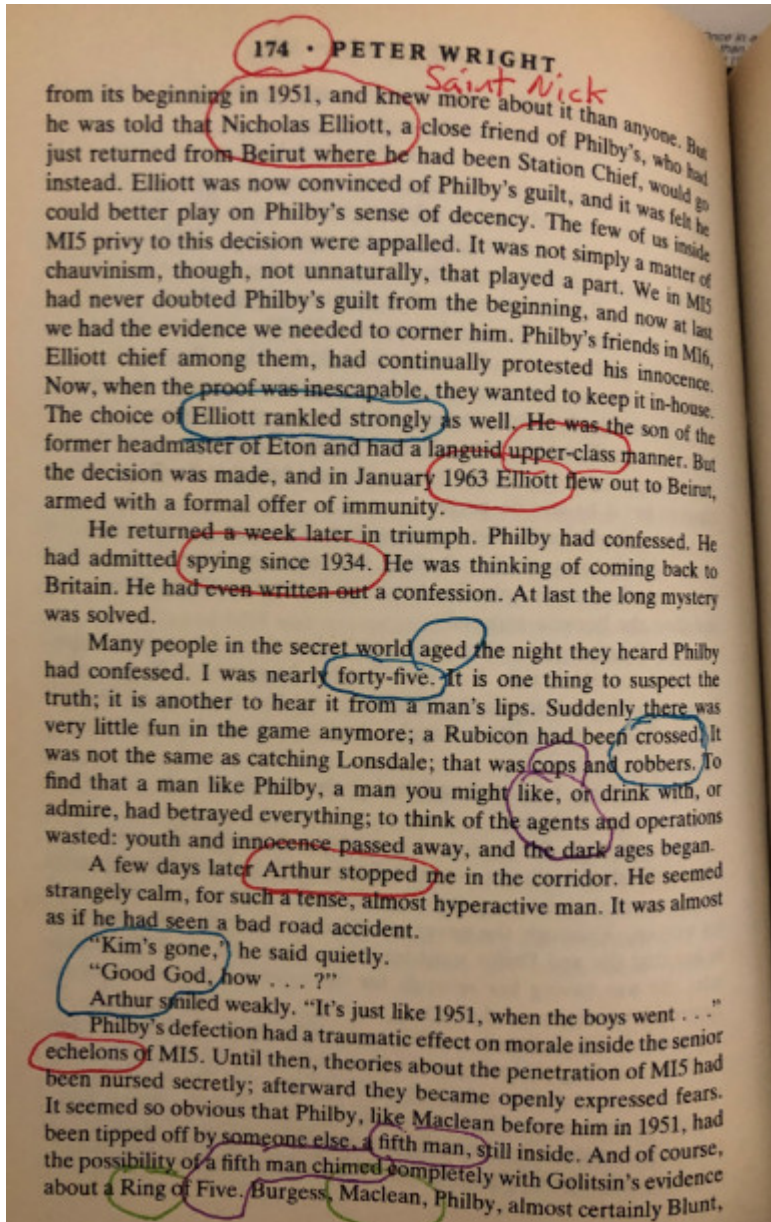 174 · PETER WRIGHT
Saint Nick
from its beginning in 1951, and knew more about it than anyone. But
he was told that Nicholas Elliott, a close friend of Philby's, who had
just returned from Beirut where he had been Station Chief, would go
instead. Elliott was now convinced of Philby's guilt, and it was felt he
could better play on Philby's sense of decency. The few of us inside
MI5 privy to this decision were appalled. It was not simply a matter of
chauvinism, though, not unnaturally, that played a part. We in MI5
had never doubted Philby's guilt from the beginning, and now at last
we had the evidence we needed to corner him. Philby's friends in MI6,
Elliott chief among them, had continually protested his innocence.
Now, when the proof was inescapable, they wanted to keep it in-house.
The choice of Elliott rankled strongly as well. He was the son of the
former headmaster of Eton and had a languid upper-class manner. But
the decision was made, and in January 1963 Elliott flew out to Beirut,
armed with a formal offer of immunity.
He returned a week later in triumph. Philby had confessed. He
had admitted spying since 1934. He was thinking of coming back to
Britain. He had even written out a confession. At last the long mystery
was solved.
Many people in the secret world aged the night they heard Philby
had confessed. I was nearly forty-five. It is one thing to suspect the
truth; it is another to hear it from a man's lips. Suddenly there was
very little fun in the game anymore; a Rubicon had been crossed. It
was not the same as catching Lonsdale; that was cops and robbers. To
find that a man like Philby, a man you might like, or drink with, or
admire, had betrayed everything; to think of the agents and operations
wasted: youth and innocence passed away, and the dark ages began.
A few days later Arthur stopped me in the corridor. He seemed
strangely calm, for such a tense, almost hyperactive man. It was almost
as if he had seen a bad road accident.
"Kim's gone," he said quietly.
"Good God, how . . . ?"
Arthur smiled weakly. "It's just like 1951, when the boys went . . ."
Philby's defection had a traumatic effect on morale inside the senior
echelons of MI5. Until then, theories about the penetration of MI5 had
been nursed secretly; afterward they became openly expressed fears.
It seemed so obvious that Philby, like Maclean before him in 1951, had
been tipped off by someone else, a fifth man, still inside. And of course,
the possibility of a fifth man chimed completely with Golitsin's evidence
about a Ring of Five. Burgess, Maclean, Philby, almost certainly Blunt,